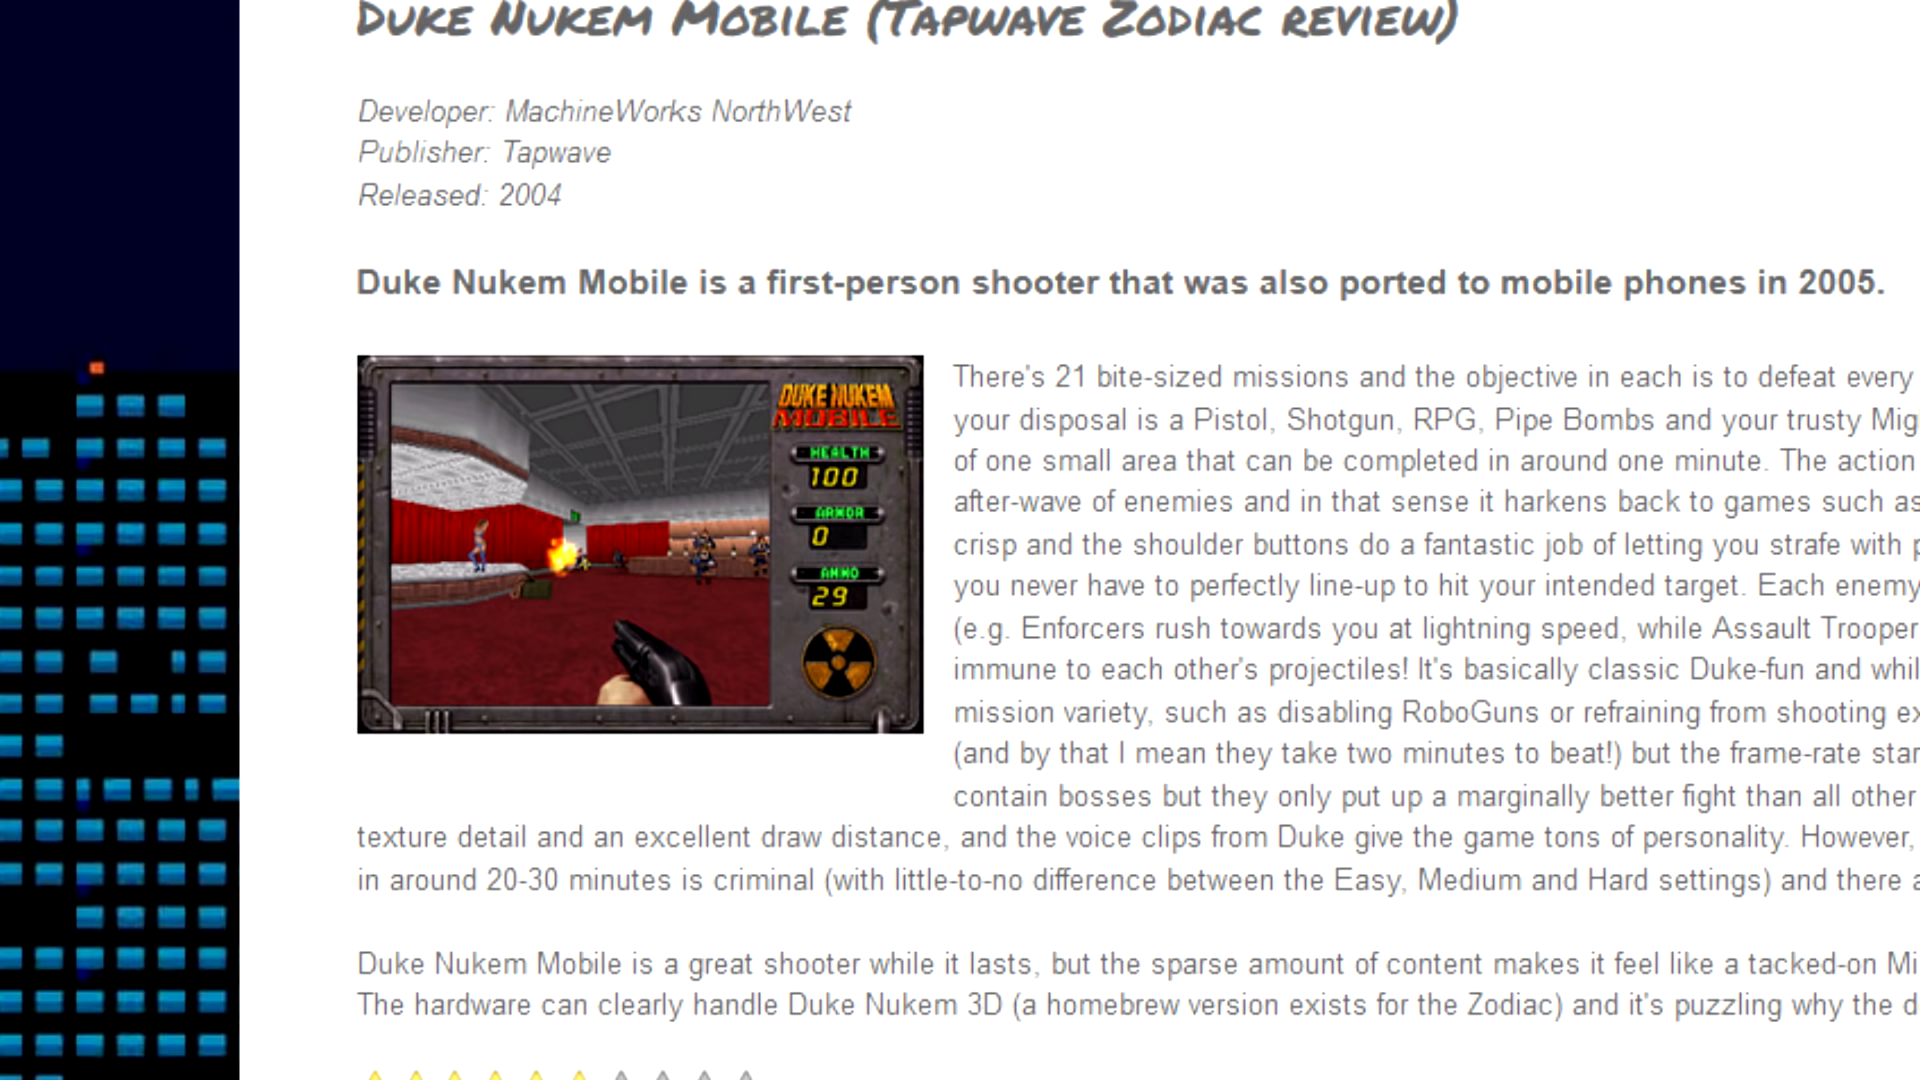 Duke Nukem Mobile (Tapwave Zodiac review)
Developer: MachineWorks NorthWest
Publisher: Tapwave
Released: 2004
Duke Nukem Mobile is a first-person shooter that was also ported to mobile phones in 2005.
DUKE NUKEM
MOBILE
HEALTH
100
ARMOR
0
AMMO
29
There's 21 bite-sized missions and the objective in each is to defeat every
your disposal is a Pistol, Shotgun, RPG, Pipe Bombs and your trusty Mig
of one small area that can be completed in around one minute. The action
after-wave of enemies and in that sense it harkens back to games such as
crisp and the shoulder buttons do a fantastic job of letting you strafe with p
you never have to perfectly line-up to hit your intended target. Each enemy
(e.g. Enforcers rush towards you at lightning speed, while Assault Trooper
immune to each other's projectiles! It's basically classic Duke-fun and whil
mission variety, such as disabling RoboGuns or refraining from shooting ex
(and by that I mean they take two minutes to beat!) but the frame-rate star
contain bosses but they only put up a marginally better fight than all other
texture detail and an excellent draw distance, and the voice clips from Duke give the game tons of personality. However,
in around 20-30 minutes is criminal (with little-to-no difference between the Easy, Medium and Hard settings) and there a
Duke Nukem Mobile is a great shooter while it lasts, but the sparse amount of content makes it feel like a tacked-on Mi
The hardware can clearly handle Duke Nukem 3D (a homebrew version exists for the Zodiac) and it's puzzling why the d